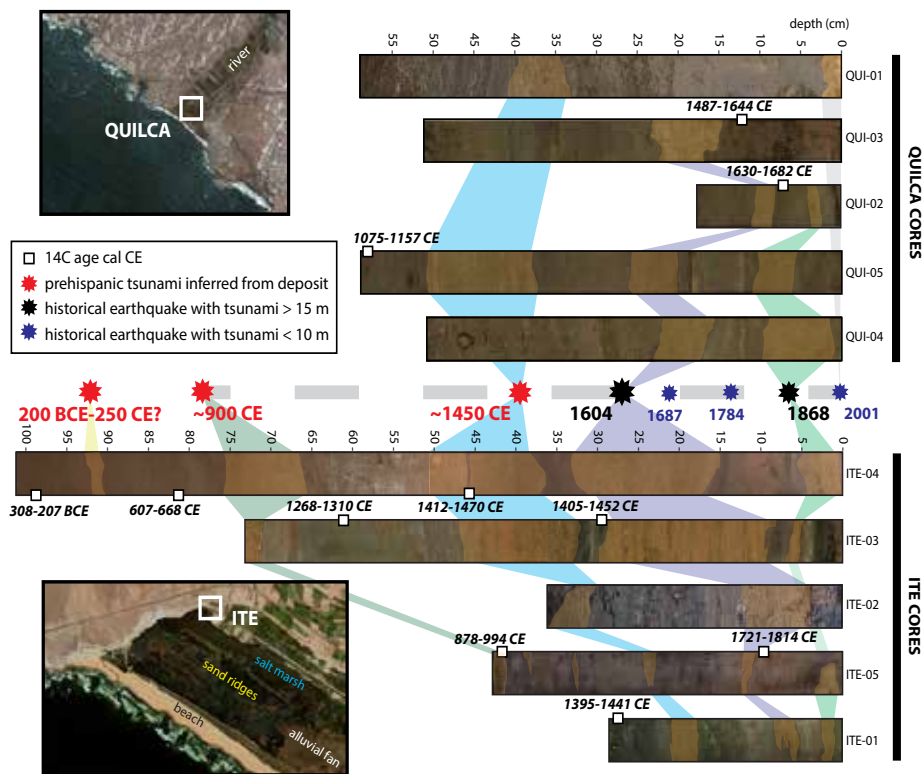 depth (cm)
55 50 45 40 35 30 25 20 15 10 5 0
river
QUILCA
QUI-01
1487-1644 CE
QUI-03
1630-1682 CE
QUI-02
1075-1157 CE
QUI-05
QUI-04
QUILCA CORES
14C age cal CE
prehispanic tsunami inferred from deposit
historical earthquake with tsunami > 15 m
historical earthquake with tsunami < 10 m
200 BCE-250 CE?
~900 CE
~1450 CE
1604
1687
1784
1868
2001
100 95 90 85 80 75 70 65 60 55 50 45 40 35 30 25 20 15 10 5 0
ITE-04
308-207 BCE
607-668 CE
1268-1310 CE
1412-1470 CE
1405-1452 CE
ITE-03
ITE-02
878-994 CE
1721-1814 CE
ITE-05
1395-1441 CE
ITE-01
ITE CORES
ITE
salt marsh
sand ridges
beach
alluvial fan